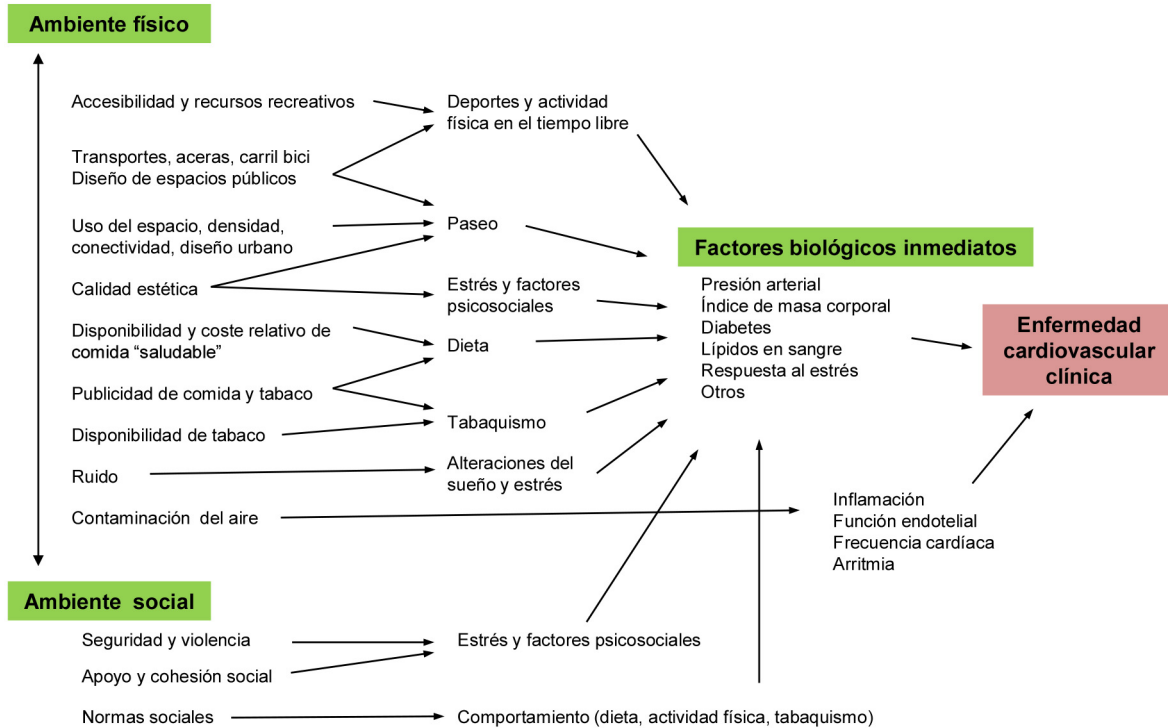 Ambiente físico
Accesibilidad y recursos recreativos
Deportes y actividad
física en el tiempo libre
Transportes, aceras, carril bici
Diseño de espacios públicos
Uso del espacio, densidad,
conectividad, diseño urbano
Paseo
Calidad estética
Estrés y factores
psicosociales
Disponibilidad y coste relativo de
comida “saludable”
Dieta
Publicidad de comida y tabaco
Tabaquismo
Disponibilidad de tabaco
Ruido
Alteraciones del
sueño y estrés
Contaminación del aire
Factores biológicos inmediatos
Presión arterial
Índice de masa corporal
Diabetes
Lípidos en sangre
Respuesta al estrés
Otros
Enfermedad
cardiovascular
clínica
Inflamación
Función endotelial
Frecuencia cardíaca
Arritmia
Ambiente social
Seguridad y violencia
Apoyo y cohesión social
Estrés y factores psicosociales
Normas sociales
Comportamiento (dieta, actividad física, tabaquismo)